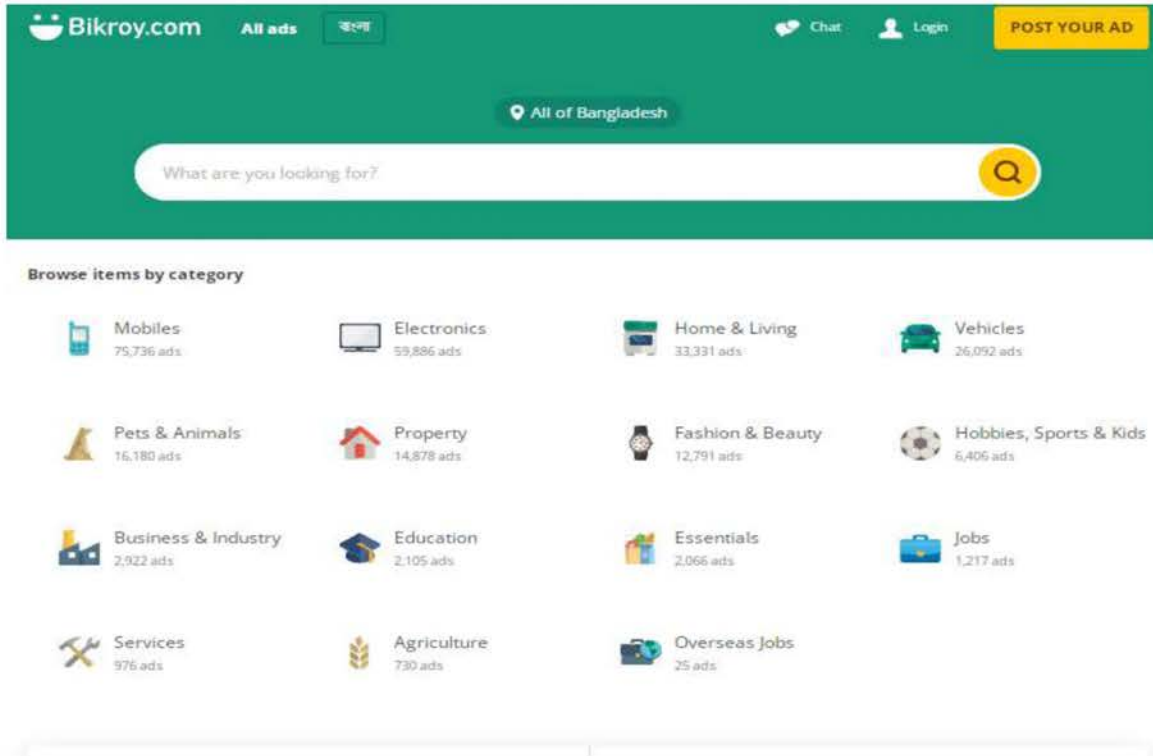 Bikroy.com All ads বাংলা Chat Login POST YOUR AD
All of Bangladesh
What are you looking for?
Browse items by category
Mobiles Electronics Home & Living Vehicles
75,736 ads 59,886 ads 33,331 ads 26,092 ads
Pets & Animals Property Fashion & Beauty Hobbies, Sports & Kids
16,180 ads 14,878 ads 12,791 ads 6,406 ads
Business & Industry Education Essentials Jobs
2,922 ads 2,105 ads 2,066 ads 1,217 ads
Services Agriculture Overseas Jobs
976 ads 730 ads 25 ads